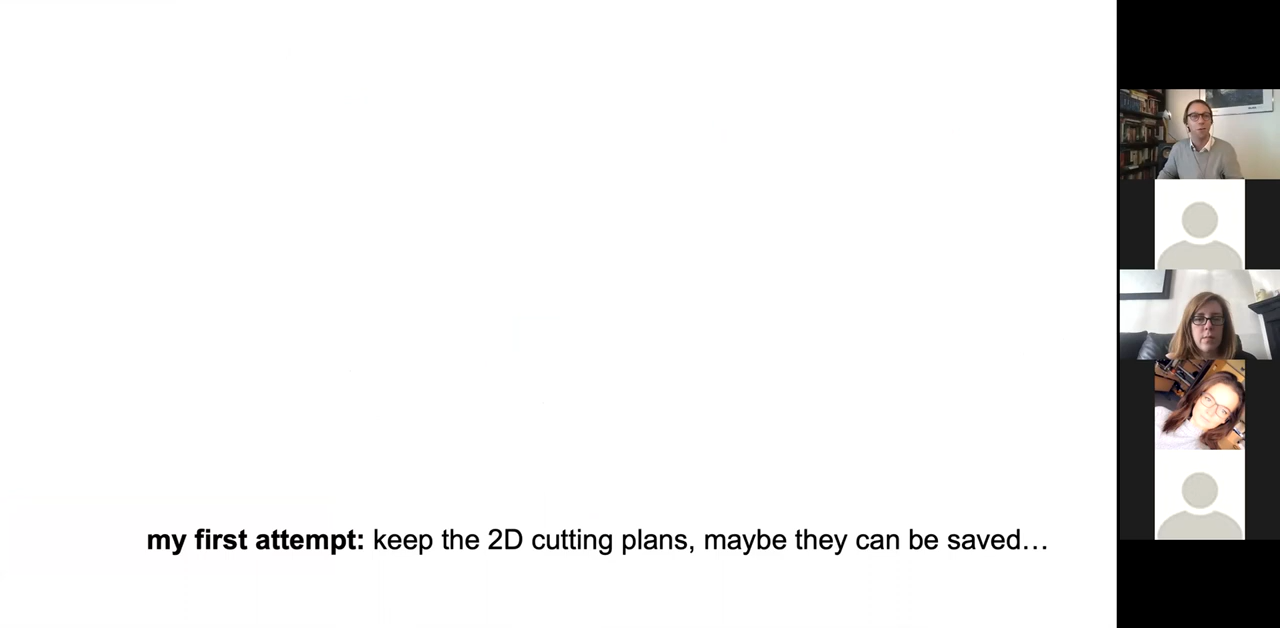 my first attempt: keep the 2D cutting plans, maybe they can be saved…